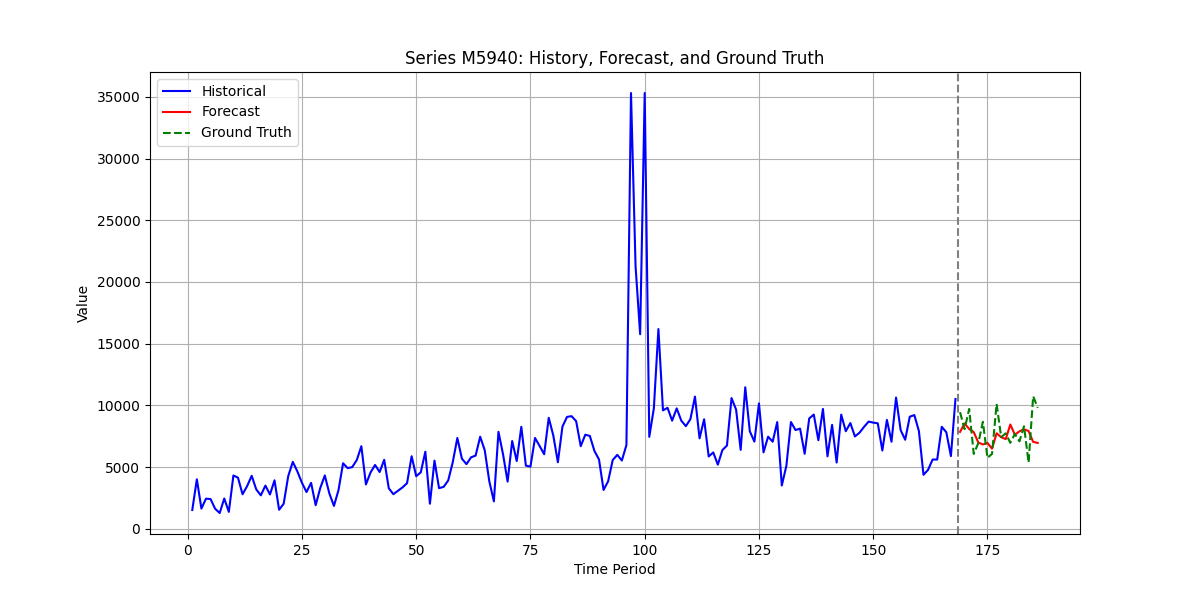 Series M5940: History, Forecast, and Ground Truth
Historical
Forecast
Ground Truth
Value
35000
30000
25000
20000
15000
10000
5000
0
0 25 50 75 100 125 150 175
Time Period